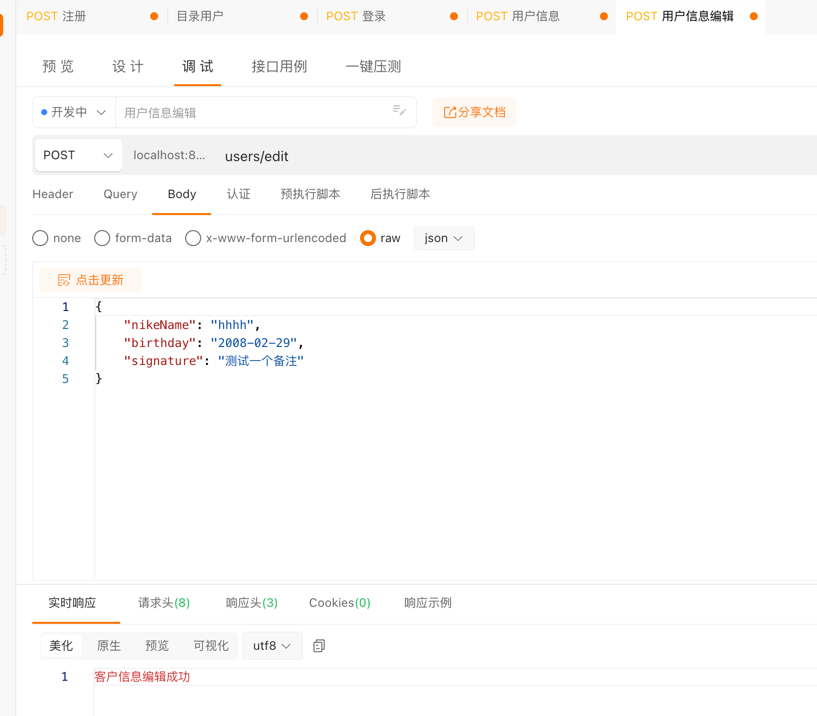 POST 注册 目录用户 POST 登录 POST 用户信息 POST 用户信息编辑
预 览 设 计 调 试 接口用例 一键压测
开发中 用户信息编辑 分享文档
POST localhost:8... users/edit
Header Query Body 认证 预执行脚本 后执行脚本
none form-data x-www-form-urlencoded raw json
点击更新
1 {
2 "nikeName": "hhhh",
3 "birthday": "2008-02-29",
4 "signature": "测试一个备注"
5 }
实时响应 请求头(8) 响应头(3) Cookies(0) 响应示例
美化 原生 预览 可视化 utf8
1 客户信息编辑成功